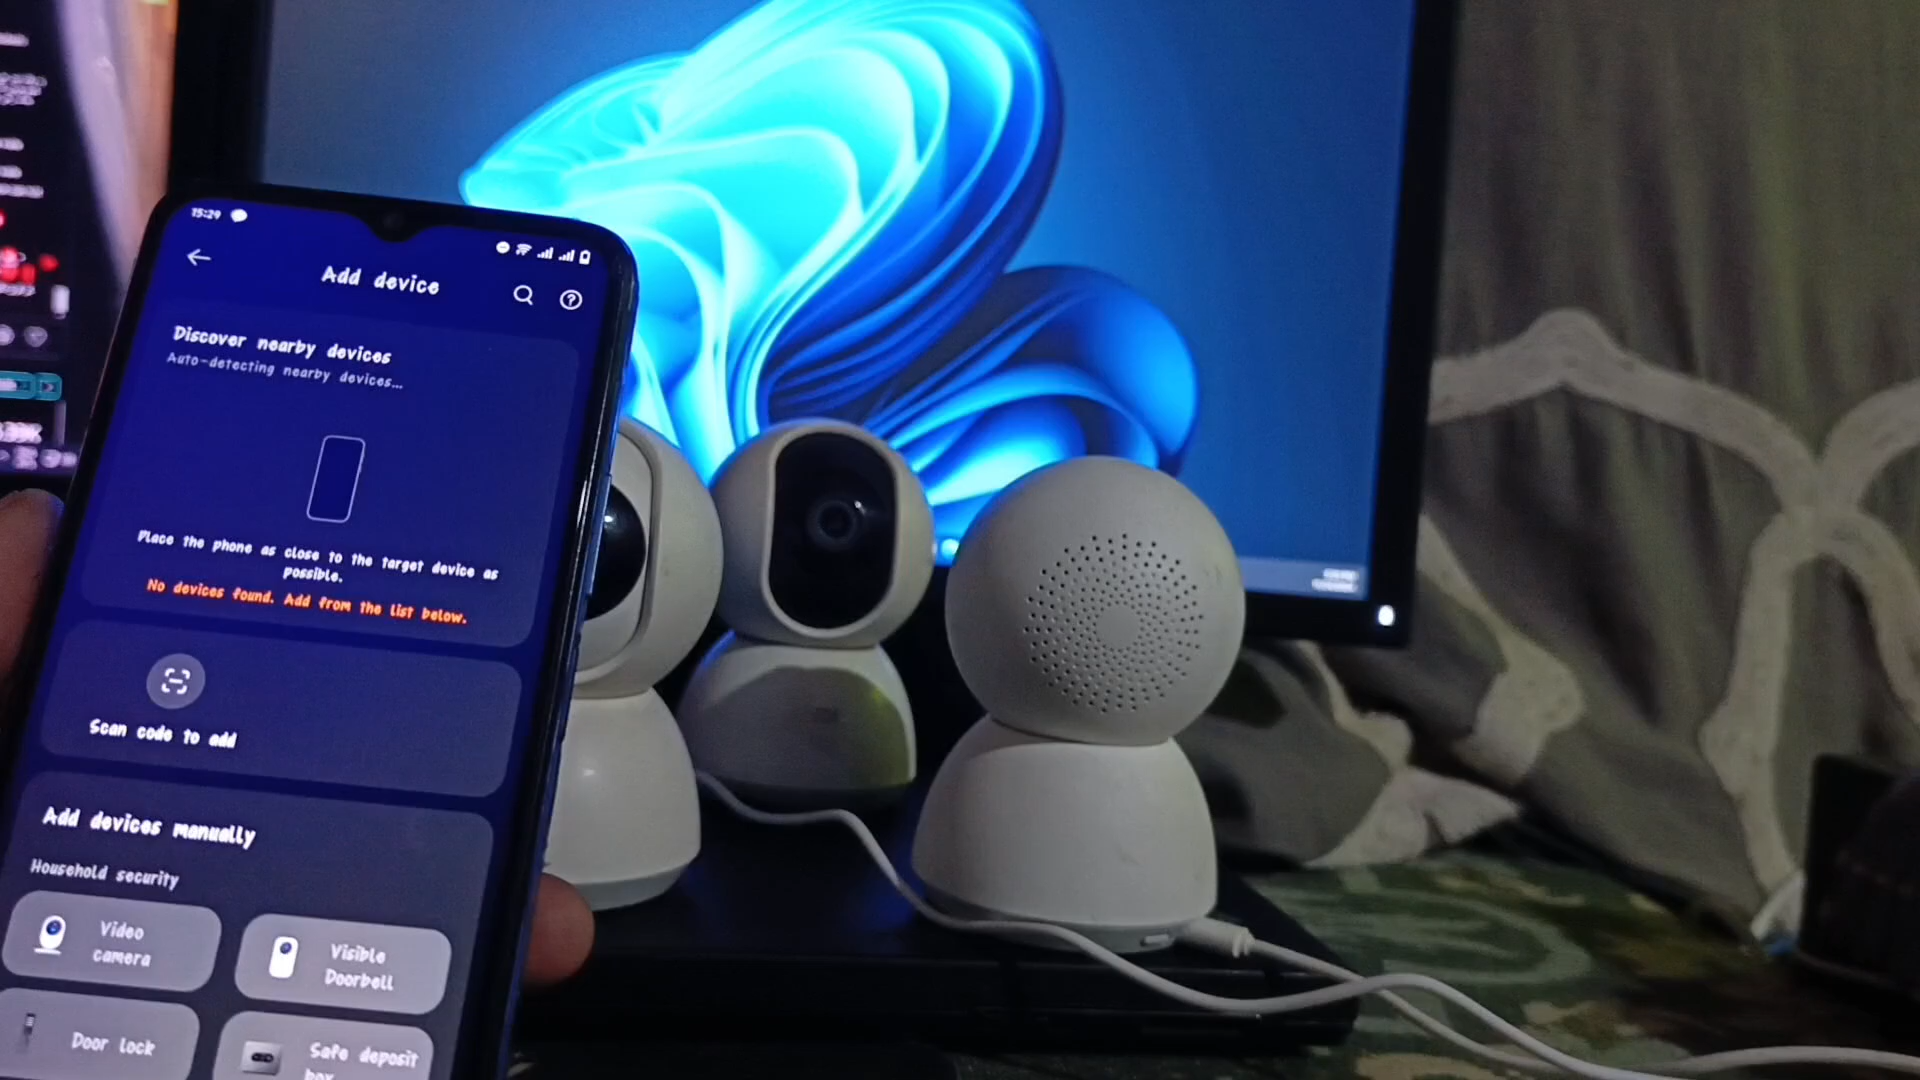 15:29
Add device
Discover nearby devices
Auto-detecting nearby devices...
Place the phone as close to the target device as
possible.
No devices found. Add from the list below.
Scan code to add
Add devices manually
Household security
Video
camera
Visible
Doorbell
Door lock
Safe deposit
box